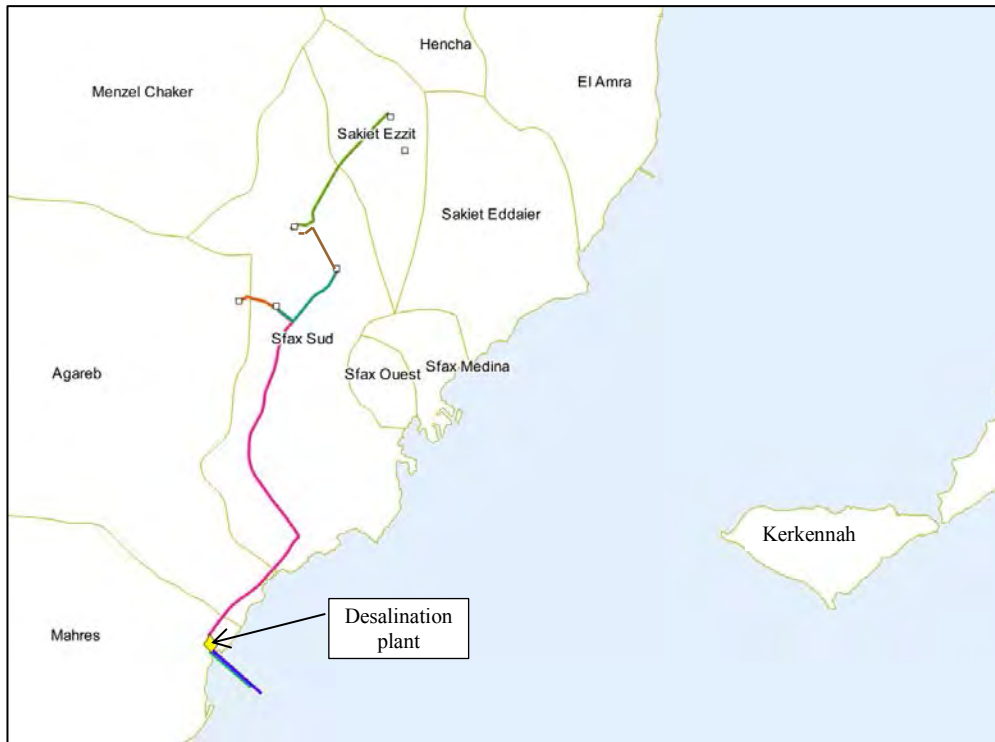 Hencha
El Amra
Menzel Chaker
Sakiet Ezzit
Sakiet Eddaier
Sfax Sud
Sfax Medina
Agareb
Sfax Ouest
Kerkennah
Desalination
plant
Mahres